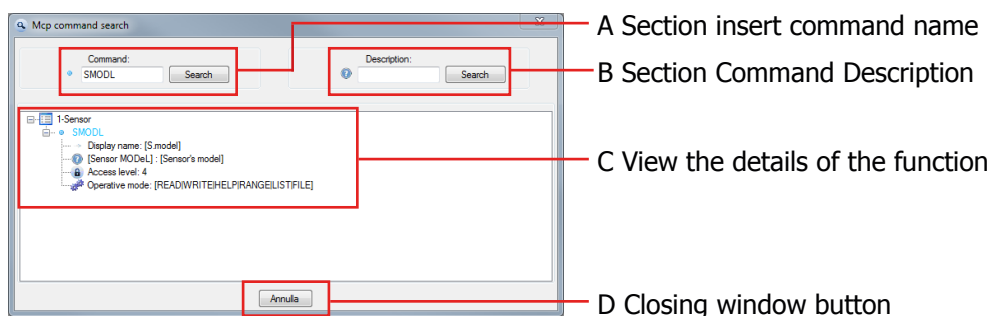 Mcp command search
A Section insert command name
Command:
SMODL
Search
Description:
Search
B Section Command Description
1-Sensor
SMODL
Display name: [S.model]
[Sensor MODeL] : [Sensor's model]
Access level: 4
Operative mode: [READ|WRITE|HELP|RANGE|LIST|FILE]
C View the details of the function
Annulla
D Closing window button